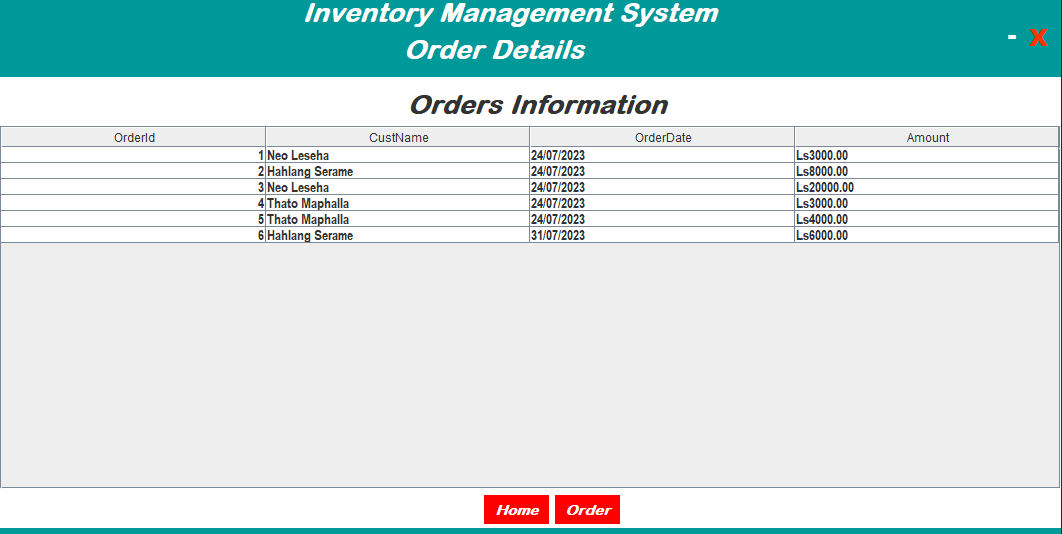 Inventory Management System
Order Details
- X
Orders Information
OrderId CustName OrderDate Amount
1 Neo Leseha 24/07/2023 Ls3000.00
2 Hahlang Serame 24/07/2023 Ls8000.00
3 Neo Leseha 24/07/2023 Ls20000.00
4 Thato Maphalla 24/07/2023 Ls3000.00
5 Thato Maphalla 24/07/2023 Ls4000.00
6 Hahlang Serame 31/07/2023 Ls6000.00
Home Order